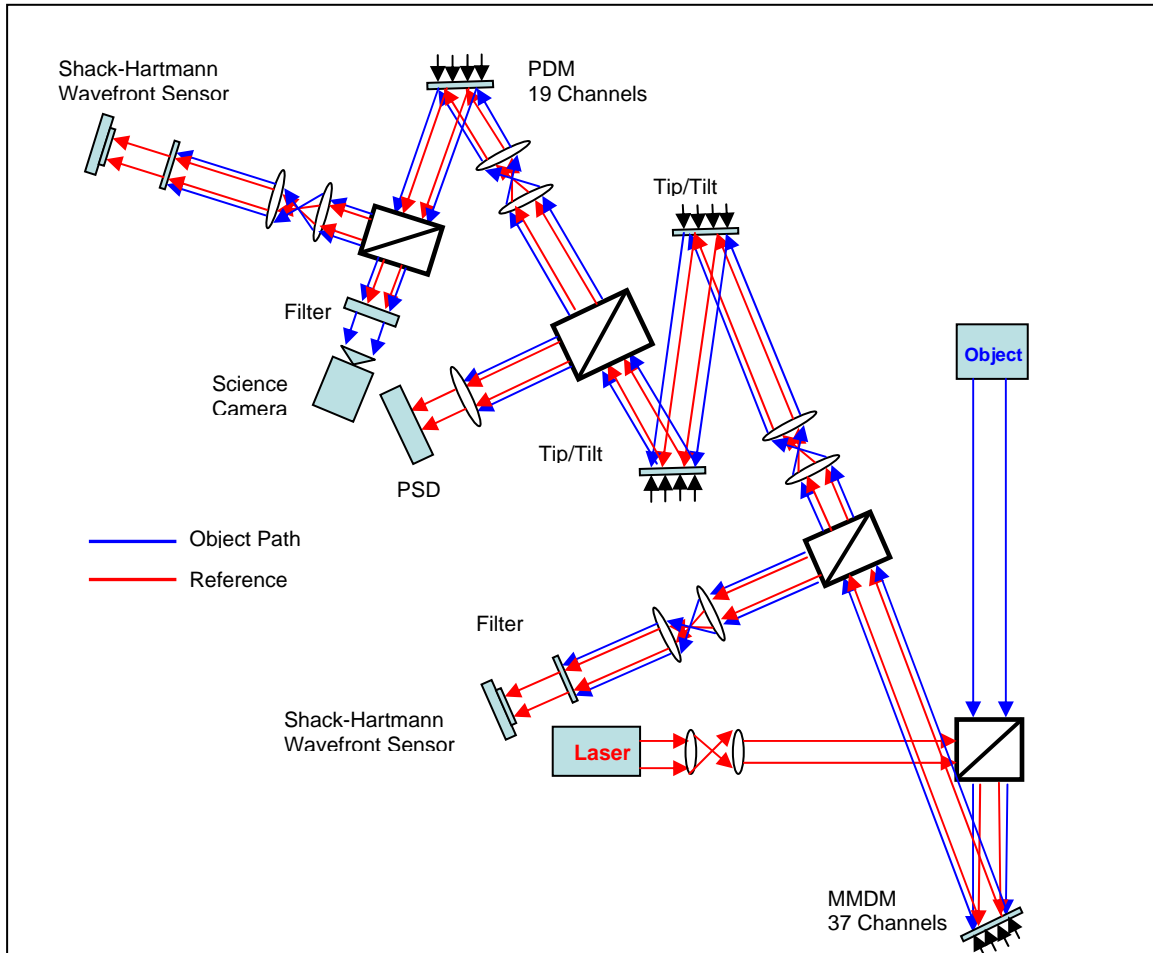 Shack-Hartmann
Wavefront Sensor
PDM
19 Channels
Tip/Tilt
Filter
Object
Science
Camera
Tip/Tilt
PSD
Object Path
Reference
Filter
Shack-Hartmann
Wavefront Sensor
Laser
MMDM
37 Channels